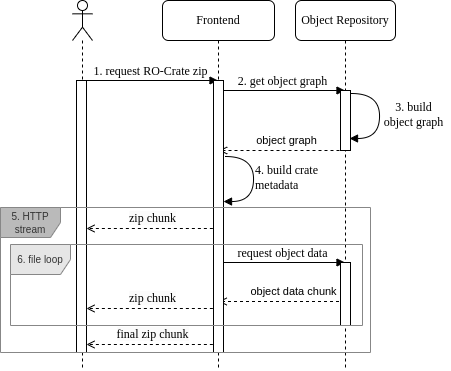 Frontend
Object Repository
1. request RO-Crate zip
2. get object graph
3. build
object graph
object graph
4. build crate
metadata
5. HTTP
stream
zip chunk
6. file loop
request object data
object data chunk
zip chunk
final zip chunk